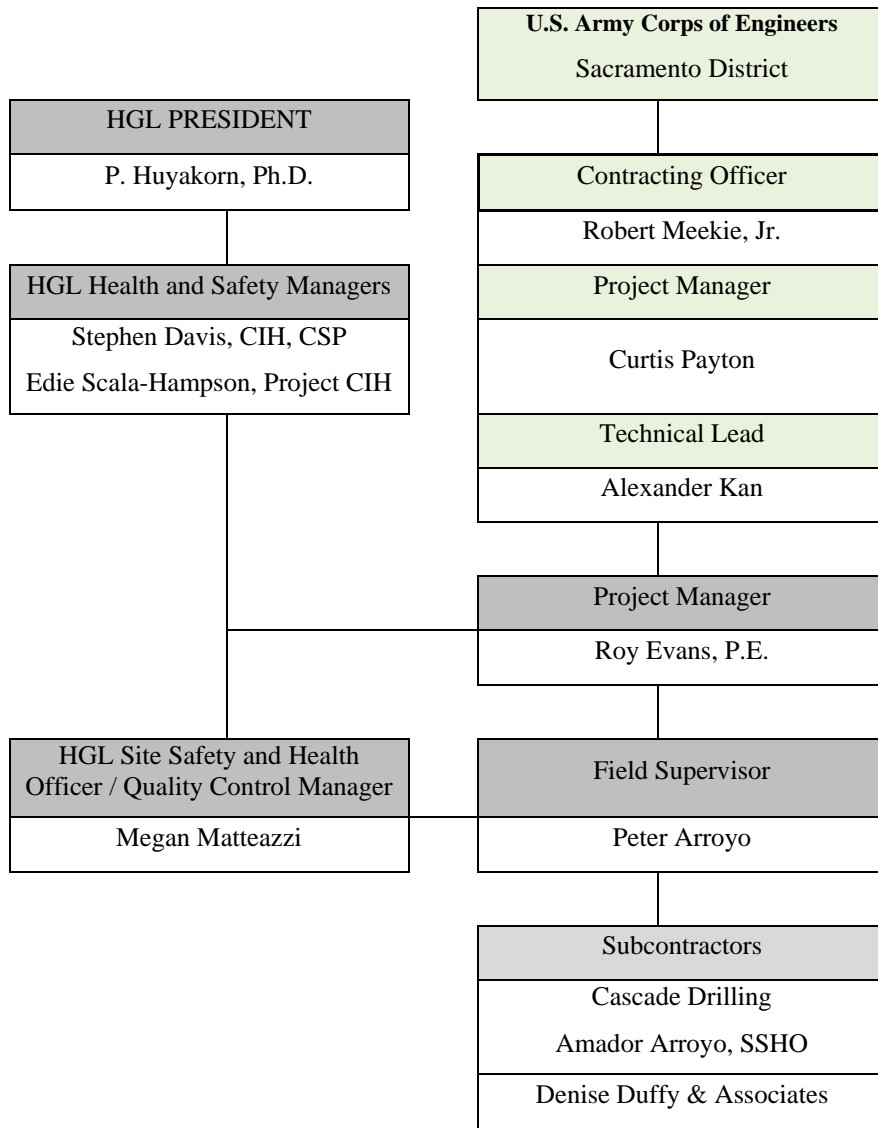 U.S. Army Corps of Engineers
Sacramento District
HGL PRESIDENT
P. Huyakorn, Ph.D.
Contracting Officer
Robert Meekie, Jr.
HGL Health and Safety Managers
Stephen Davis, CIH, CSP
Edie Scala-Hampson, Project CIH
Project Manager
Curtis Payton
Technical Lead
Alexander Kan
Project Manager
Roy Evans, P.E.
HGL Site Safety and Health
Officer / Quality Control Manager
Megan Matteazzi
Field Supervisor
Peter Arroyo
Subcontractors
Cascade Drilling
Amador Arroyo, SSHO
Denise Duffy & Associates